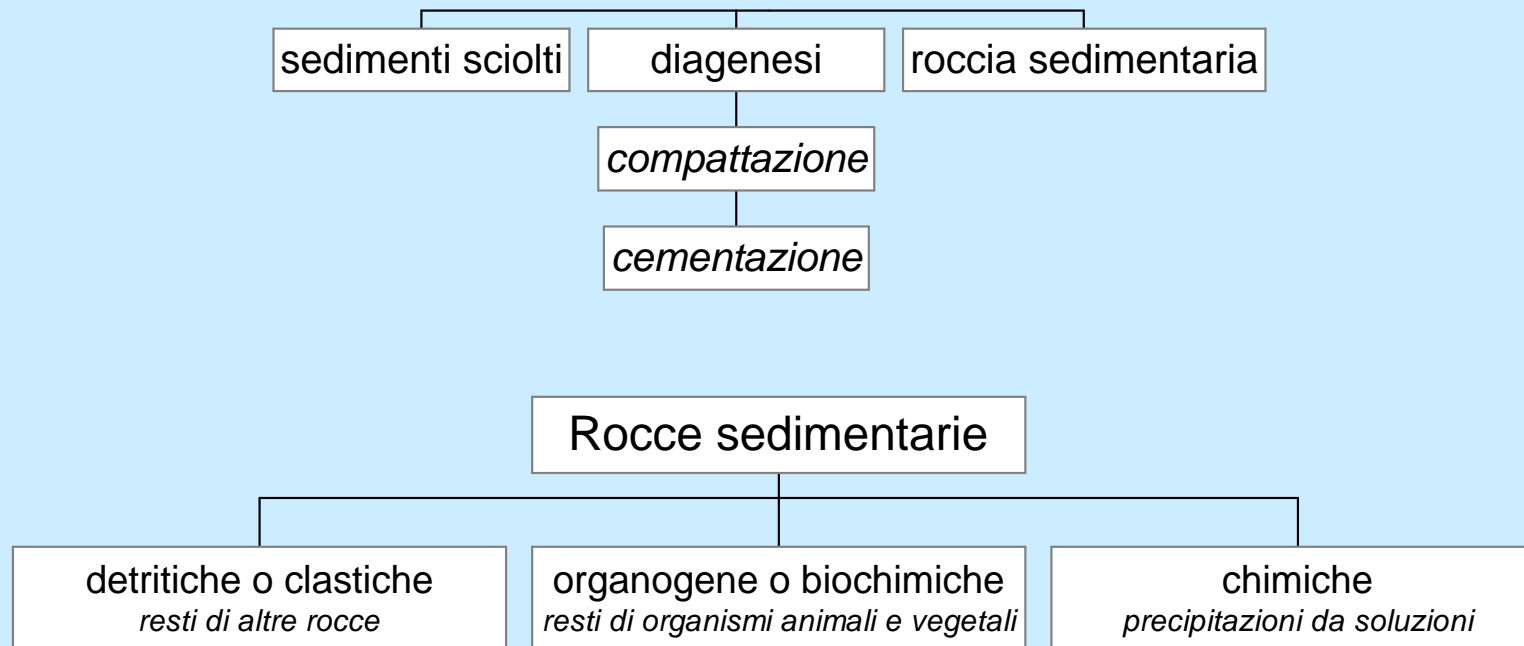 sedimenti sciolti
diagenesi
roccia sedimentaria
compattazione
cementazione
Rocce sedimentarie
detritiche o clastiche
resti di altre rocce
organogene o biochimiche
resti di organismi animali e vegetali
chimiche
precipitazioni da soluzioni